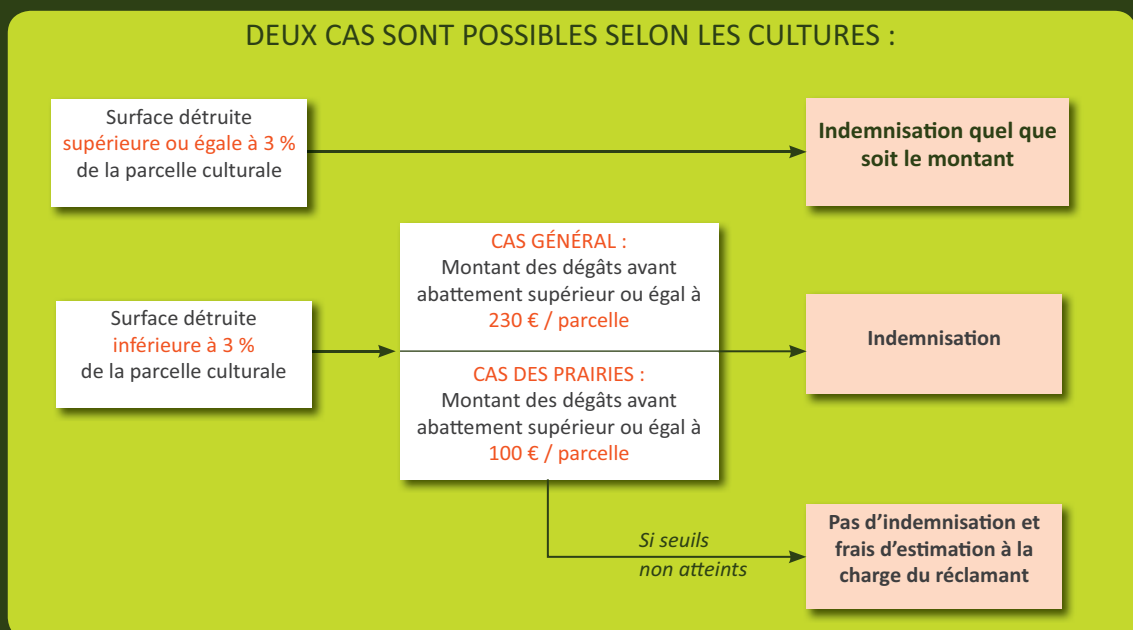 DEUX CAS SONT POSSIBLES SELON LES CULTURES :
Surface détruite
supérieure ou égale à 3 %
de la parcelle culturale
Indemnisation quel que
soit le montant
Surface détruite
inférieure à 3 %
de la parcelle culturale
CAS GÉNÉRAL :
Montant des dégâts avant
abattement supérieur ou égal à
230 € / parcelle
CAS DES PRAIRIES :
Montant des dégâts avant
abattement supérieur ou égal à
100 € / parcelle
Indemnisation
Si seuils
non atteints
Pas d’indemnisation et
frais d’estimation à la
charge du réclamant